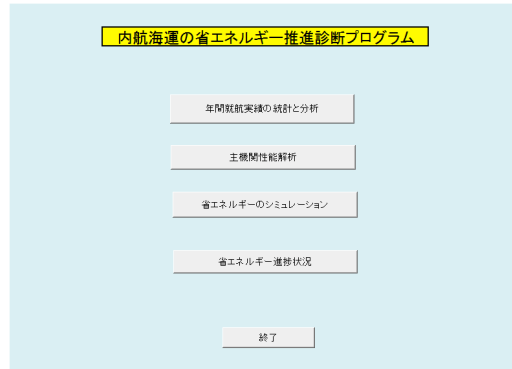 内航海運の省エネルギー推進診断プログラム
年間就航実績の統計と分析
主機関性能解析
省エネルギーのシミュレーション
省エネルギー進捗状況
終了